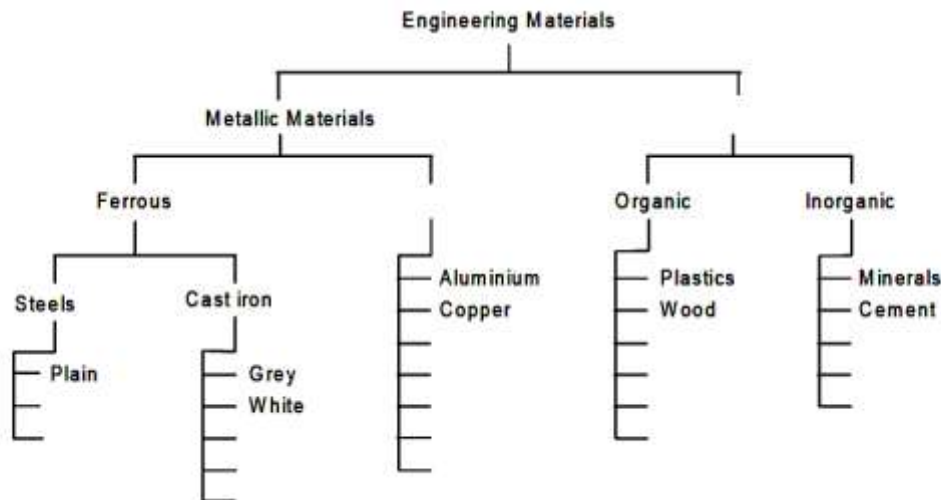 Engineering Materials
Metallic Materials
Ferrous
Organic
Inorganic
Steels
Cast iron
Aluminium
Copper
Plastics
Wood
Minerals
Cement
Plain
Grey
White